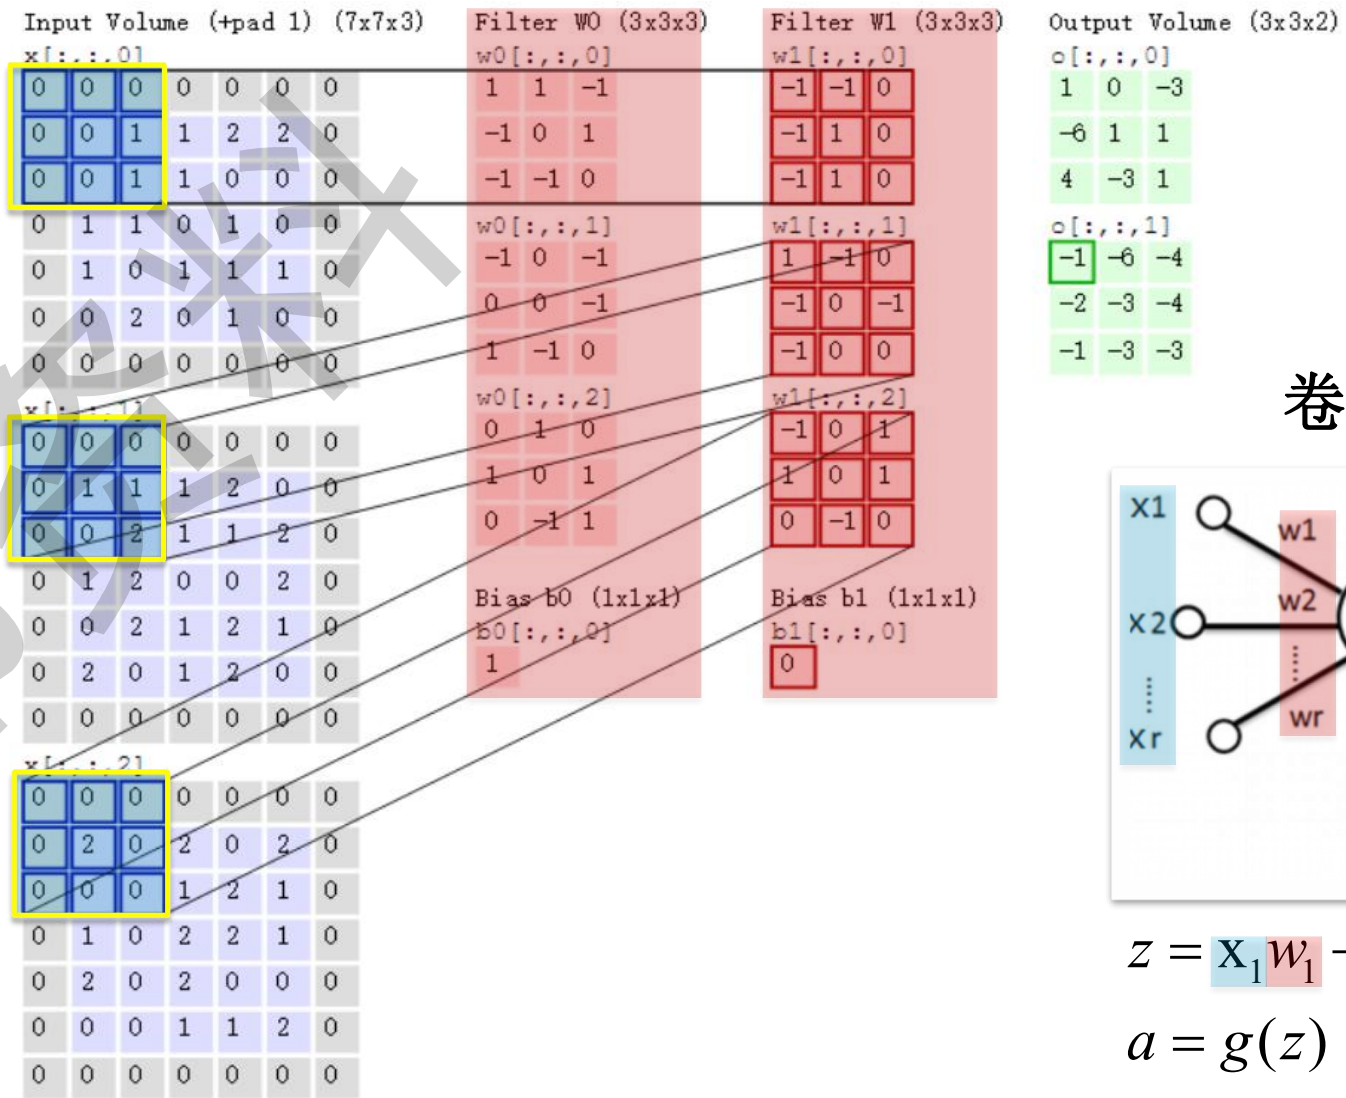 Input Volume (+pad 1) (7x7x3)
x[:,:,0]
0 0 0 0 0 0 0
0 0 1 1 2 2 0
0 0 1 1 0 0 0
0 1 1 0 1 0 0
0 1 0 1 1 1 0
0 0 2 0 1 0 0
0 0 0 0 0 0 0
x[:,:,1]
0 0 0 0 0 0 0
0 1 1 1 2 0 0
0 0 2 1 1 2 0
0 1 2 0 0 2 0
0 0 2 1 2 1 0
0 2 0 1 2 0 0
0 0 0 0 0 0 0
x[:,:,2]
0 0 0 0 0 0 0
0 2 0 2 0 2 0
0 0 0 1 2 1 0
0 1 0 2 2 1 0
0 2 0 2 0 0 0
0 0 0 1 1 2 0
0 0 0 0 0 0 0
Filter W0 (3x3x3)
w0[:,:,0]
1 1 -1
-1 0 1
-1 -1 0
w0[:,:,1]
-1 0 -1
0 0 -1
1 -1 0
w0[:,:,2]
0 1 0
1 0 1
0 -1 1
Bias b0 (1x1x1)
b0[:,:,0]
1
Filter W1 (3x3x3)
w1[:,:,0]
-1 -1 0
-1 1 0
-1 1 0
w1[:,:,1]
1 -1 0
-1 0 -1
-1 0 0
w1[:,:,2]
-1 0 1
1 0 1
0 -1 0
Bias b1 (1x1x1)
b1[:,:,0]
0
Output Volume (3x3x2)
o[:,:,0]
1 0 -3
-6 1 1
4 -3 1
o[:,:,1]
-1 -6 -4
-2 -3 -4
-1 -3 -3
卷
x1
w1
x2
w2
xr
wr
z = x₁w₁
a = g(z)